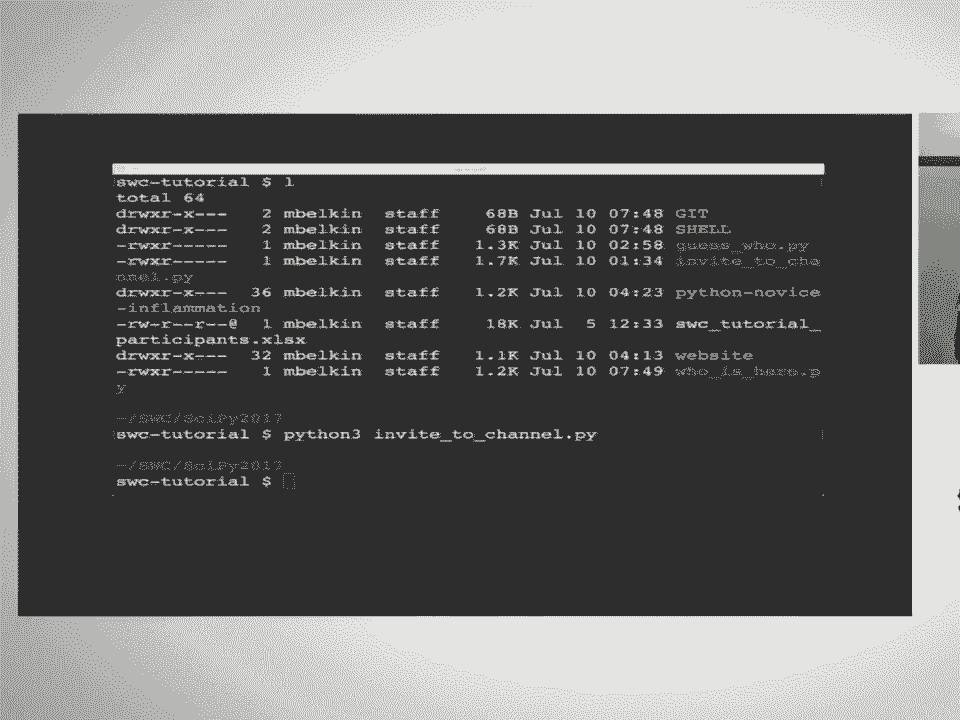 swc-tutorial $ l
total 64
drwxr-x--- 2 mbelkin staff 68B Jul 10 07:48 GIT
drwxr-x--- 2 mbelkin staff 68B Jul 10 07:48 SHELL
-rwxr----- 1 mbelkin staff 1.3K Jul 10 02:58 guess_who.py
-rwxr----- 1 mbelkin staff 1.7K Jul 10 01:34 invite_to_cha
nnel.py
drwxr-x--- 36 mbelkin staff 1.2K Jul 10 04:23 python-novice
-inflammation
-rw-r--r--@ 1 mbelkin staff 18K Jul 5 12:33 swc_tutorial_
participants.xlsx
drwxr-x--- 32 mbelkin staff 1.1K Jul 10 04:13 website
-rwxr----- 1 mbelkin staff 1.2K Jul 10 07:49 who_is_here.p
y
~/SWC/SciPy2017
swc-tutorial $ python3 invite_to_channel.py
~/SWC/SciPy2017
swc-tutorial $